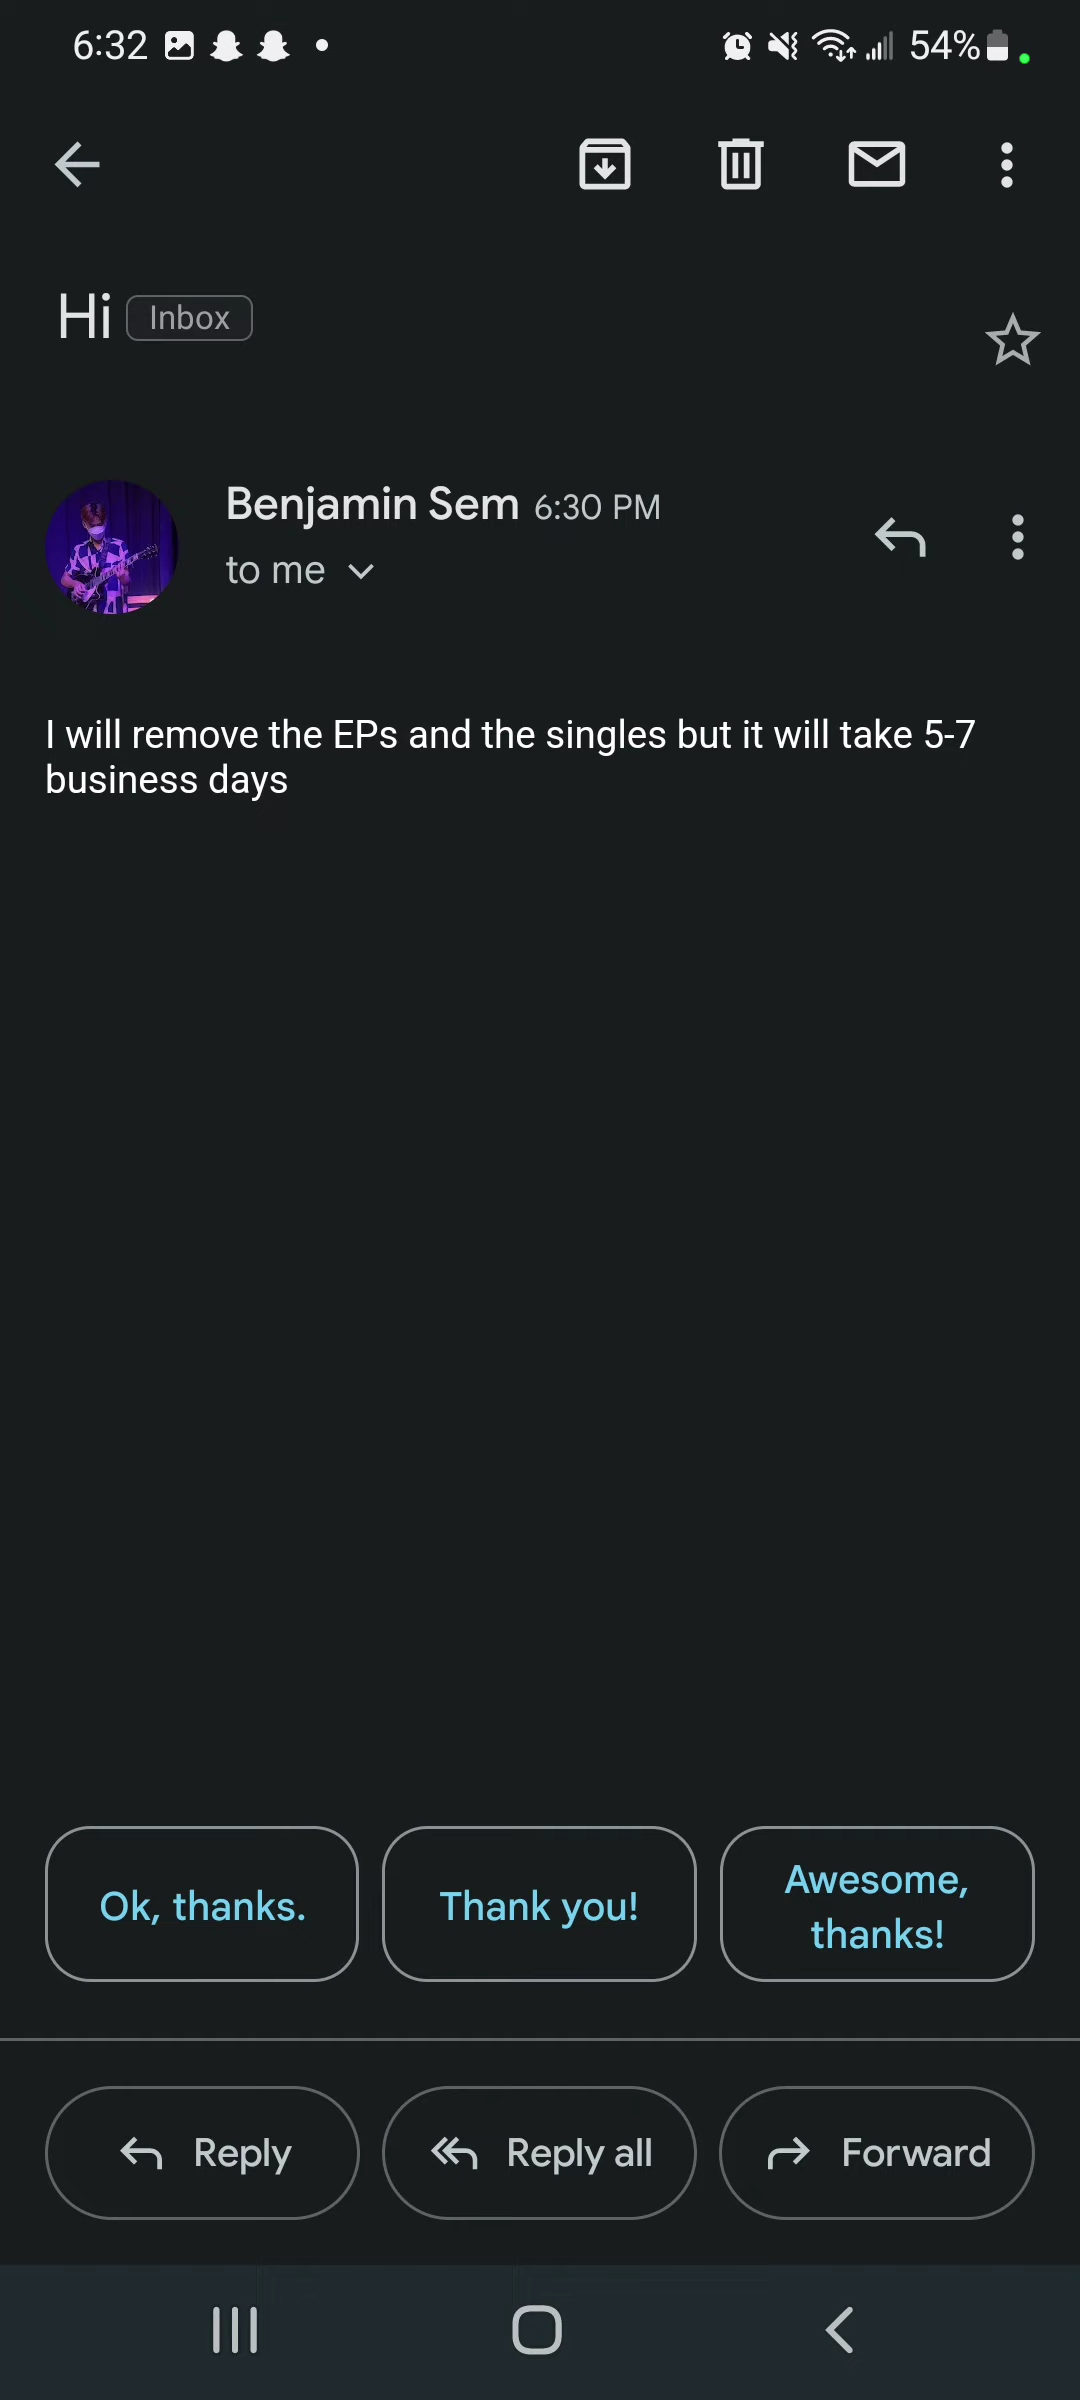 6:32 54%
Hi Inbox
Benjamin Sem 6:30 PM
to me
I will remove the EPs and the singles but it will take 5-7
business days
Ok, thanks.
Thank you!
Awesome,
thanks!
Reply
Reply all
Forward